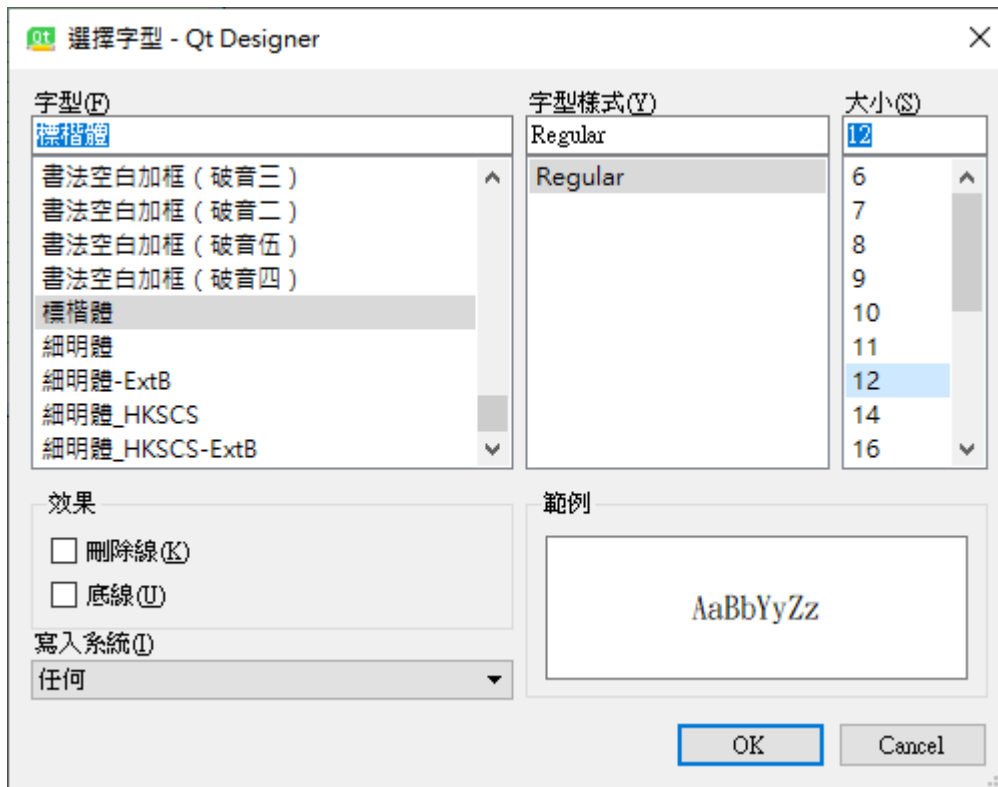 選擇字型 - Qt Designer
字型(F)
標楷體
書法空白加框（破音三）
書法空白加框（破音二）
書法空白加框（破音伍）
書法空白加框（破音四）
標楷體
細明體
細明體-ExtB
細明體_HKSCS
細明體_HKSCS-ExtB
字型樣式(Y)
Regular
Regular
大小(S)
12
6
7
8
9
10
11
12
14
16
效果
刪除線(K)
底線(U)
寫入系統(I)
任何
範例
AaBbYyZz
OK
Cancel